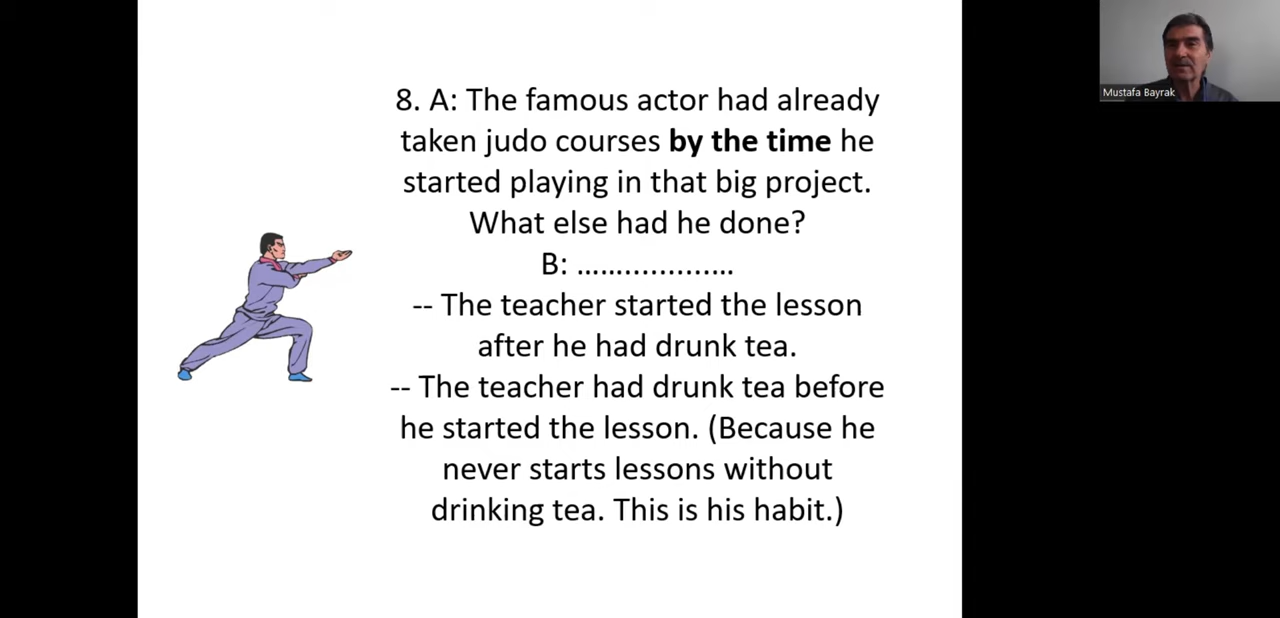 8. A: The famous actor had already
taken judo courses by the time he
started playing in that big project.
What else had he done?
B: ...................
-- The teacher started the lesson
after he had drunk tea.
-- The teacher had drunk tea before
he started the lesson. (Because he
never starts lessons without
drinking tea. This is his habit.)
Mustafa Bayrak